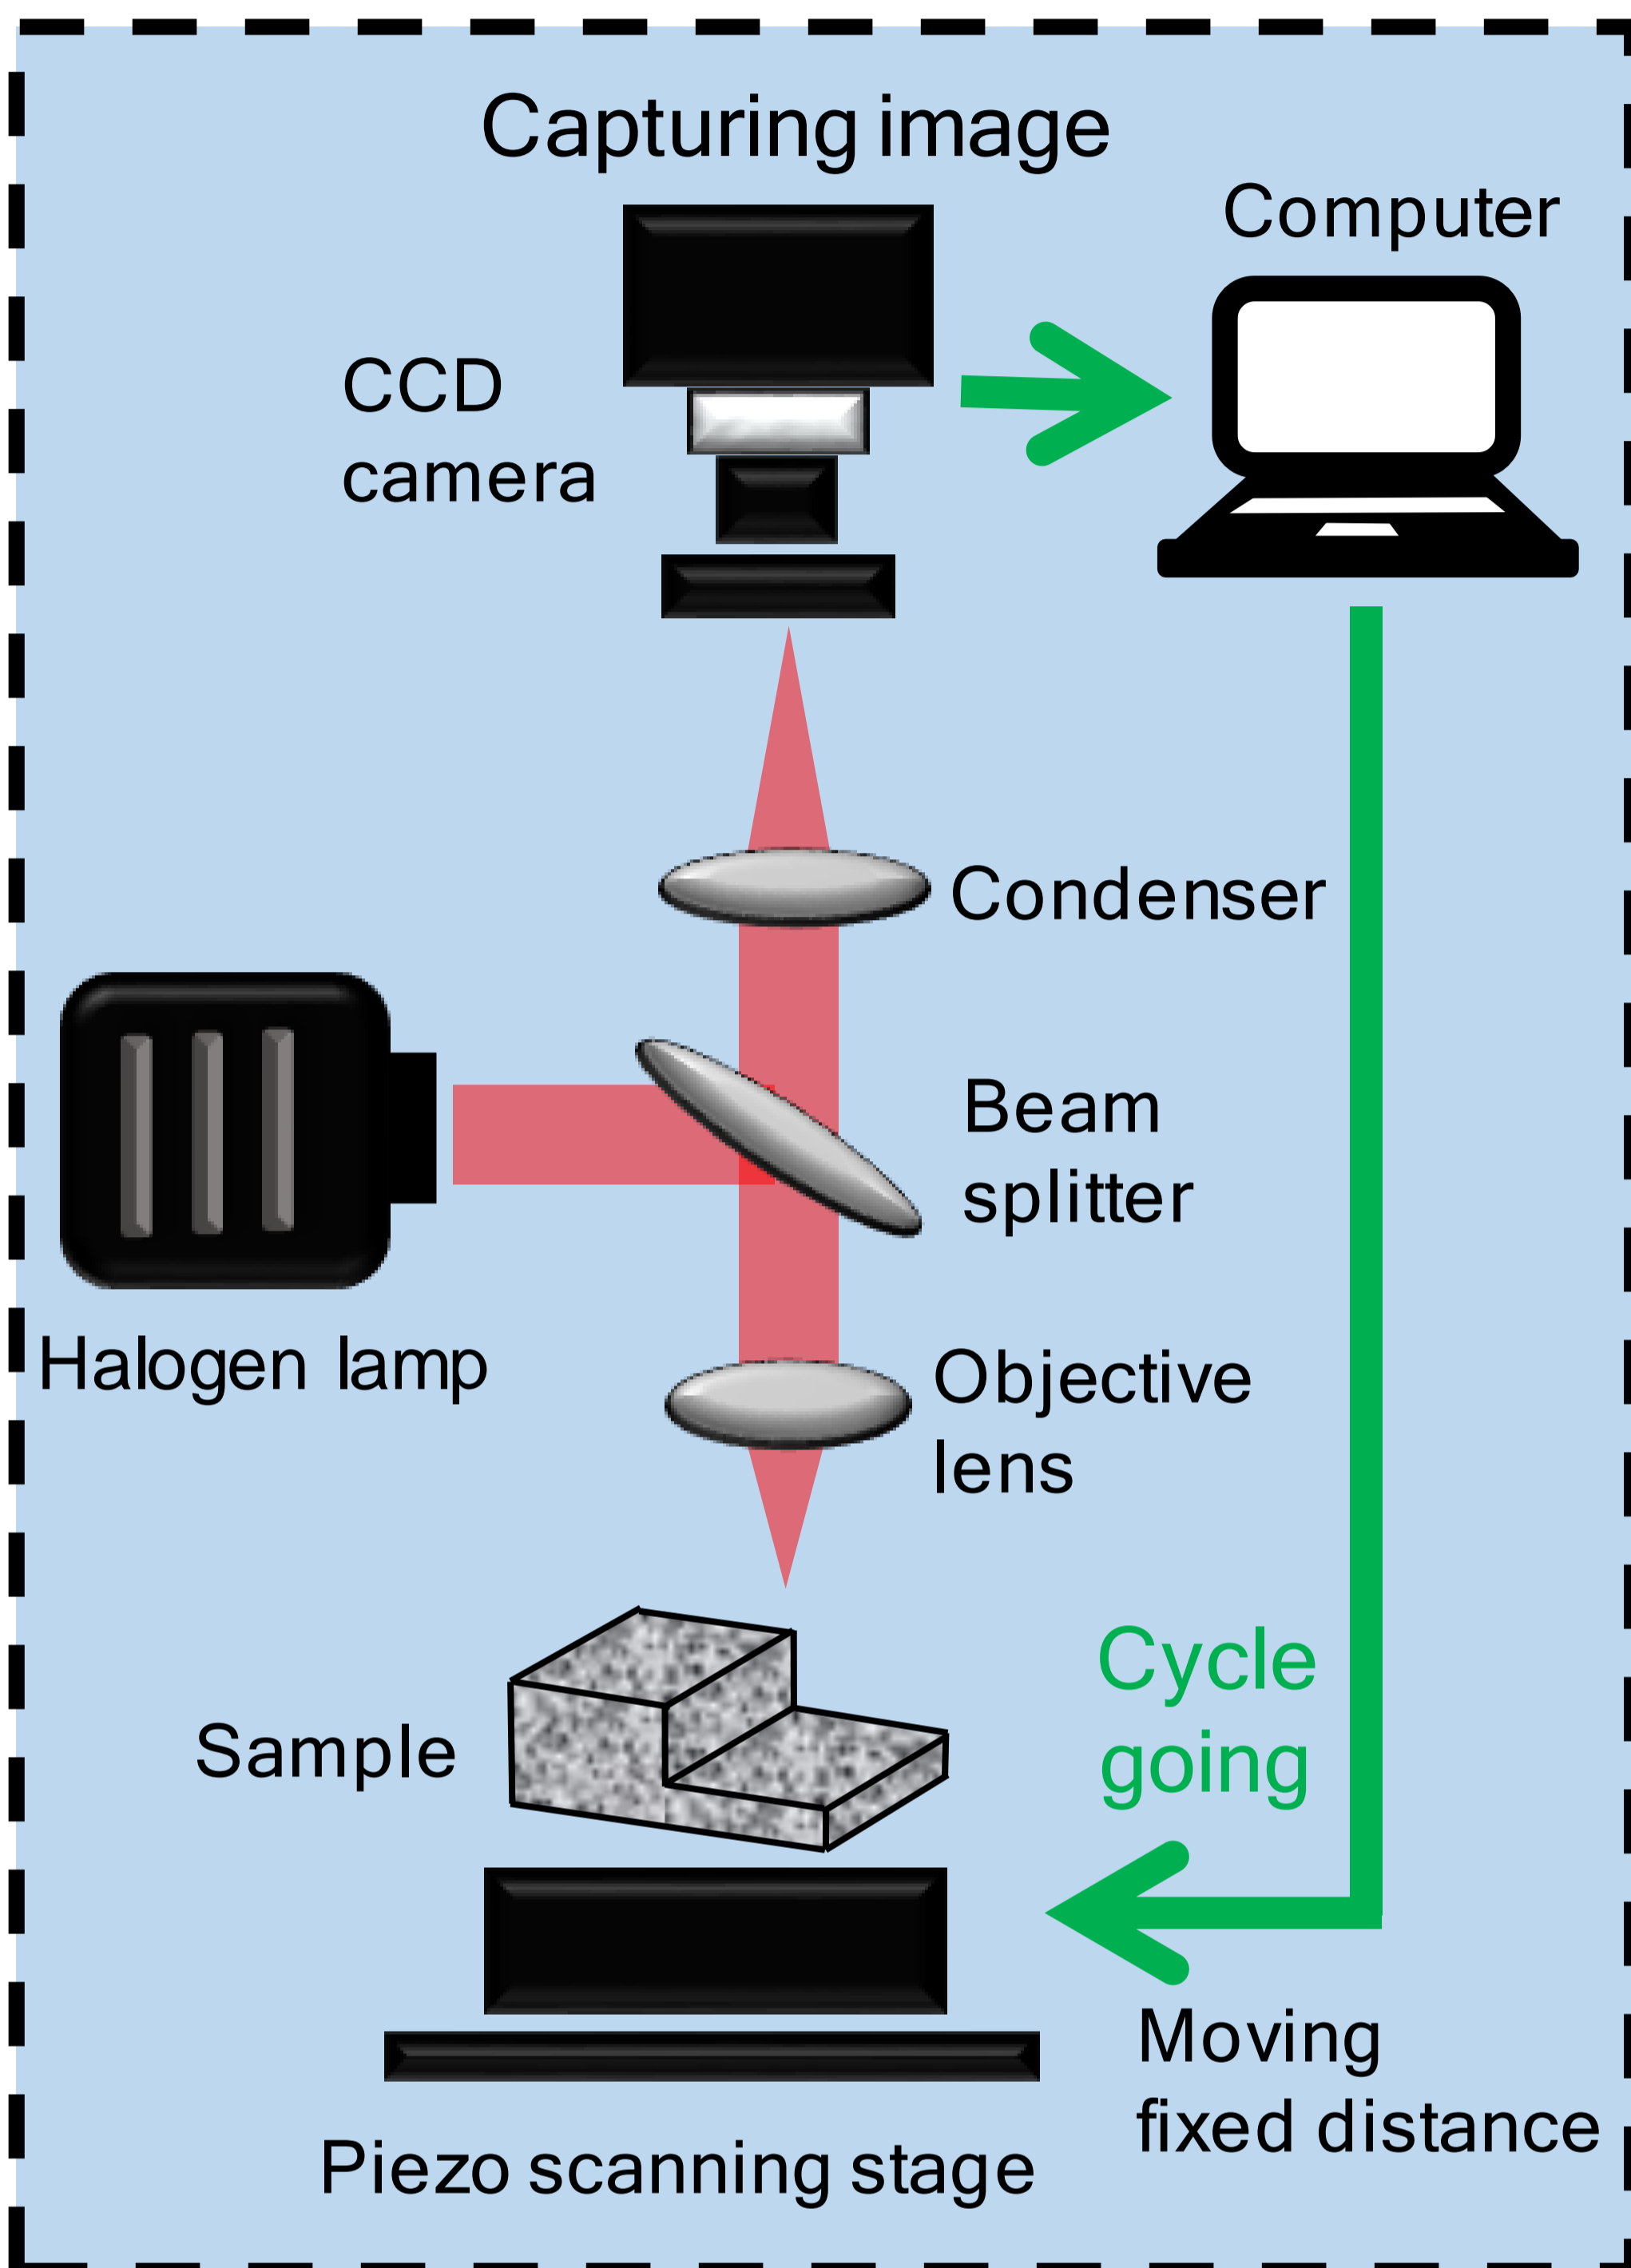 Capturing image
Computer
CCD
camera
Condenser
Beam
splitter
Halogen lamp
Objective
lens
Sample
Cycle
going
Moving
fixed distance
Piezo scanning stage